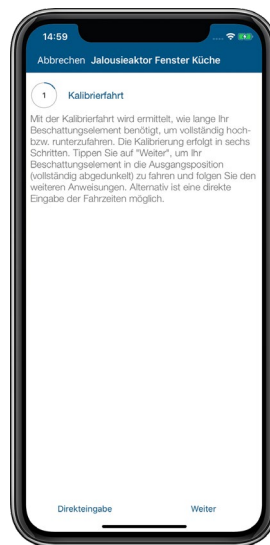 14:59
Abbrechen Jalousieaktor Fenster Küche
1 Kalibrierfahrt
Mit der Kalibrierfahrt wird ermittelt, wie lange Ihr
Beschattungselement benötigt, um vollständig hoch-
bzw. runterzufahren. Die Kalibrierung erfolgt in sechs
Schritten. Tippen Sie auf "Weiter", um Ihr
Beschattungselement in die Ausgangsposition
(vollständig abgedunkelt) zu fahren und folgen Sie den
weiteren Anweisungen. Alternativ ist eine direkte
Eingabe der Fahrzeiten möglich.
Direkteingabe Weiter